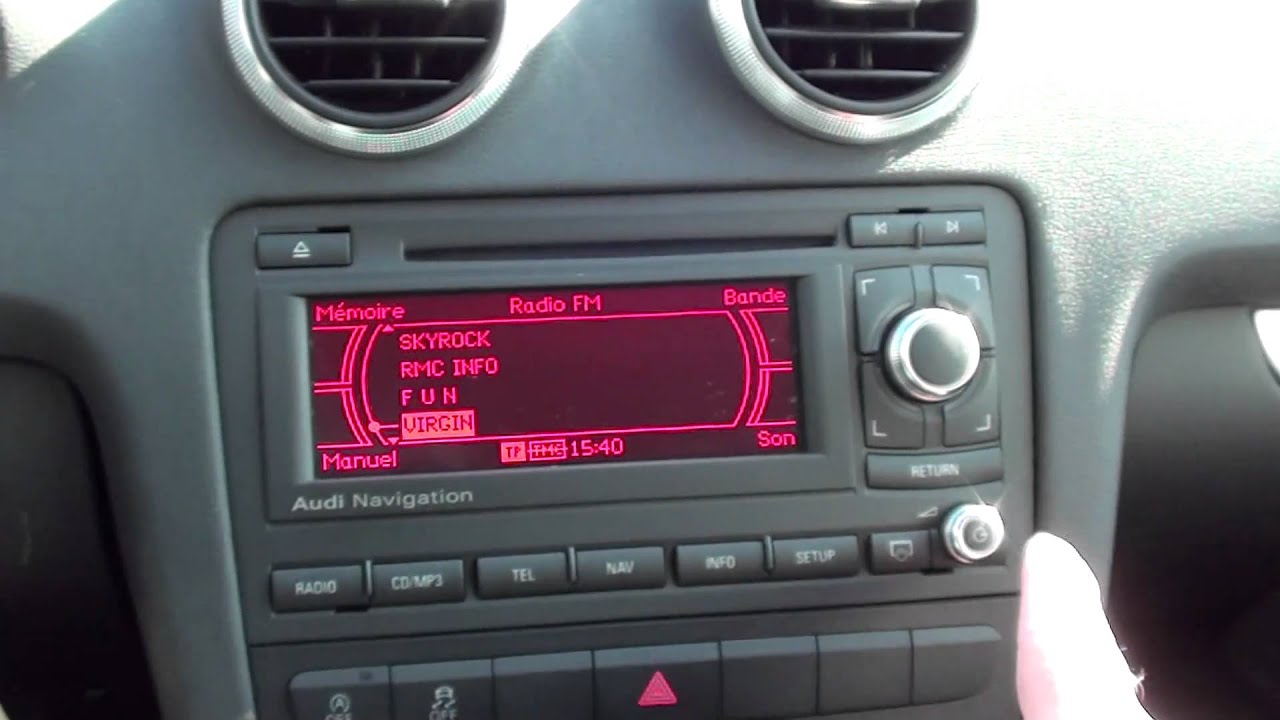 Mémoire Radio FM Bande
SKYROCK
RMC INFO
F U N
VIRGIN
Manuel TP TMC 15:40 Son
Audi Navigation
RETURN
RADIO CD/MP3 TEL NAV INFO SETUP
OFF OFF